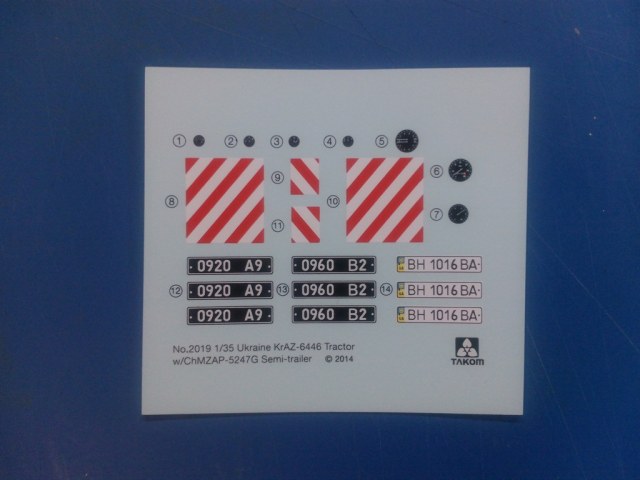 1 2 3 4 5
6
7
8 9 10
11
0920 A9 0960 B2 BH 1016 BA
12 0920 A9 13 0960 B2 14 BH 1016 BA
0920 A9 0960 B2 BH 1016 BA
No.2019 1/35 Ukraine KrAZ-6446 Tractor
w/ChMZAP-5247G Semi-trailer © 2014
TAKOM